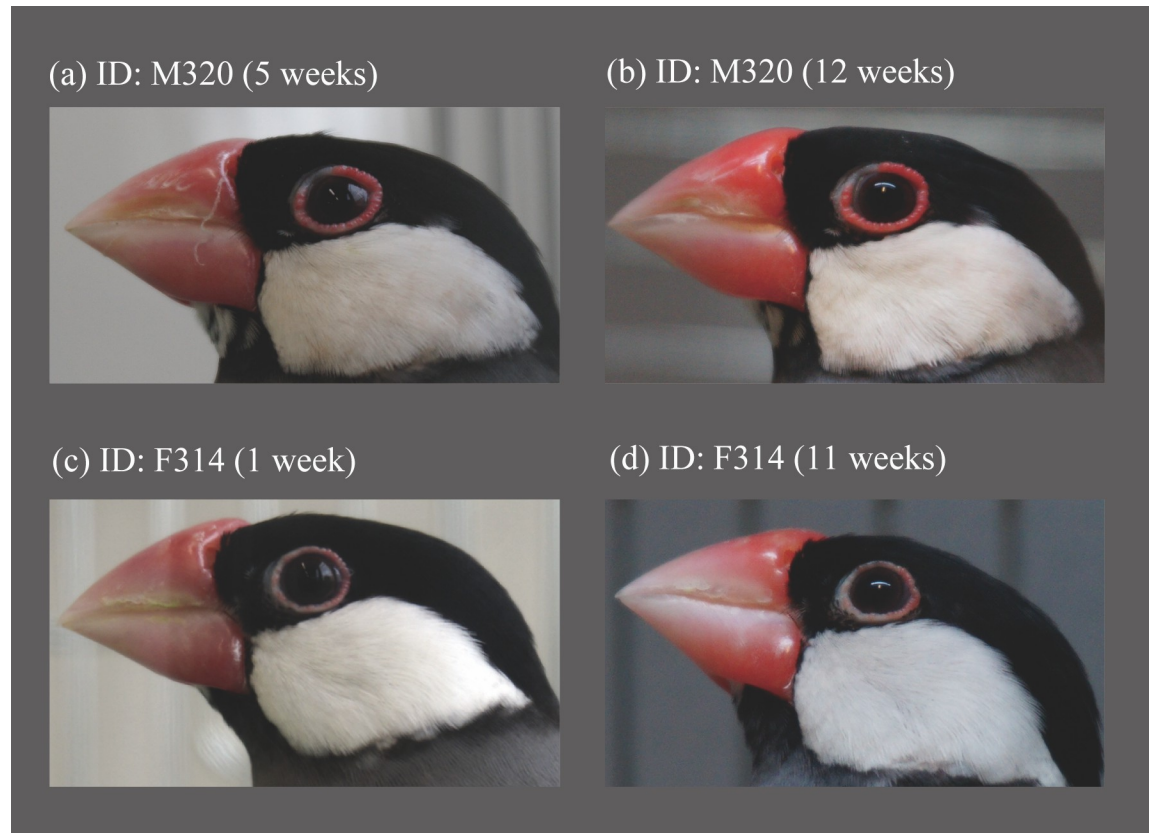 (a) ID: M320 (5 weeks)
(b) ID: M320 (12 weeks)
(c) ID: F314 (1 week)
(d) ID: F314 (11 weeks)